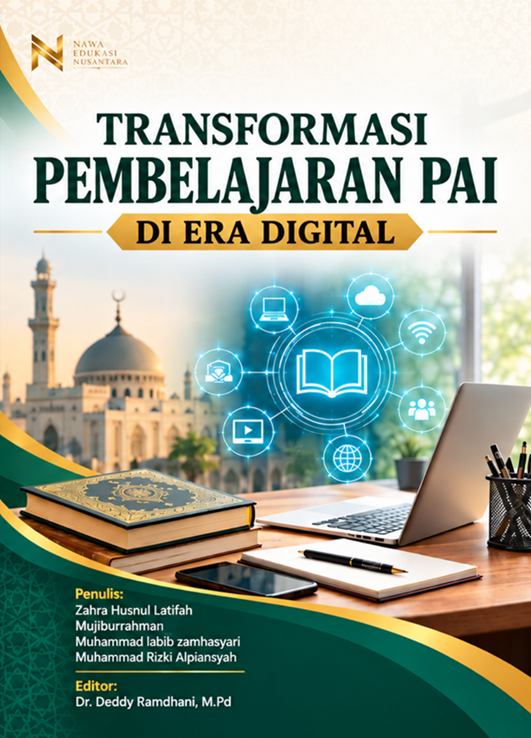 NAWA
EDUKASI
NUSANTARA
TRANSFORMASI
PEMBELAJARAN PAI
DI ERA DIGITAL
Penulis:
Zahra Husnul Latifah
Mujiburrahman
Muhammad labib zamhasyari
Muhammad Rizki Alpiansyah
Editor:
Dr. Deddy Ramdhani, M.Pd